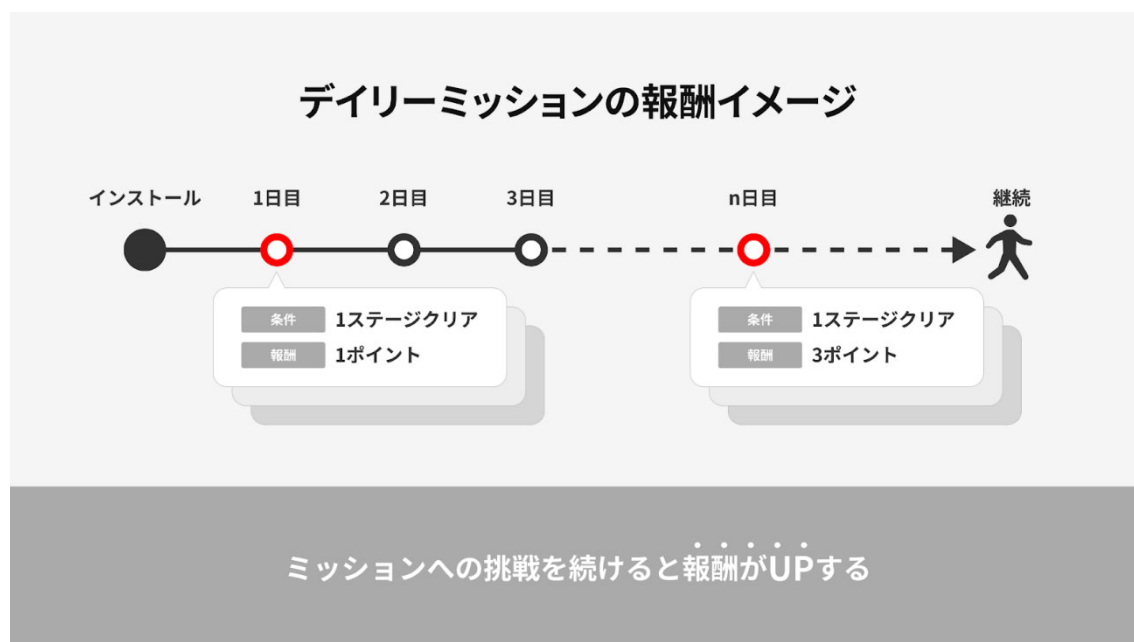 デイリーミッションの報酬イメージ
インストール
1日目
2日目
3日目
n日目
継続
条件 1ステージクリア
報酬 1ポイント
条件 1ステージクリア
報酬 3ポイント
ミッションへの挑戦を続けると報酬がUPする